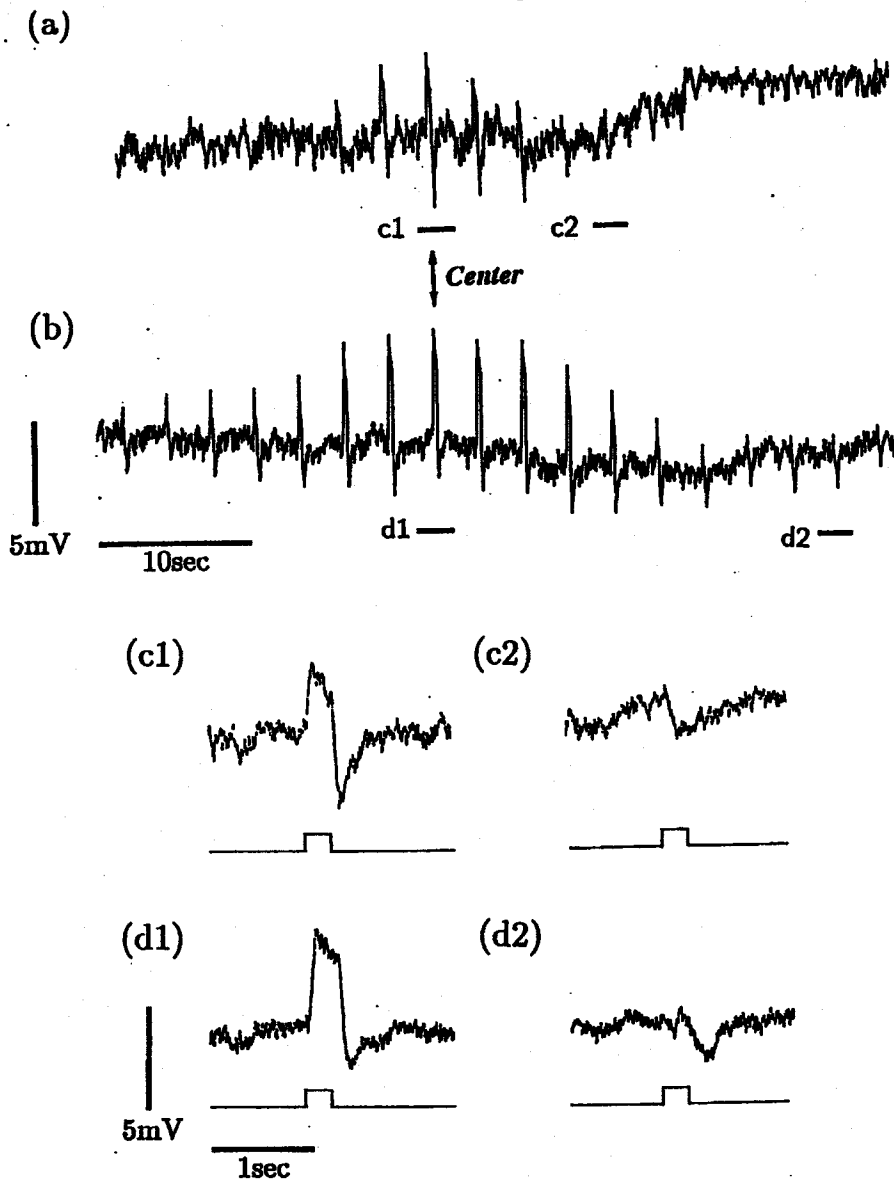 (a)
c1
c2
Center
(b)
5mV
10sec
d1
d2
(c1)
(c2)
(d1)
(d2)
5mV
1sec